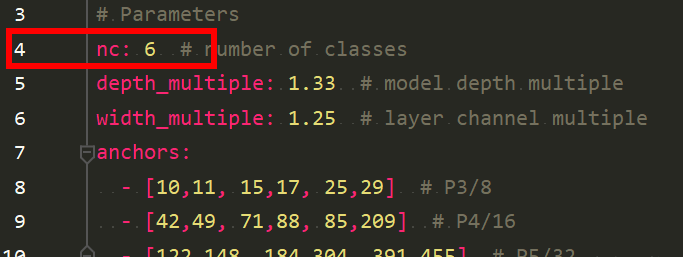 3 # Parameters
4 nc: 6 # number of classes
5 depth_multiple: 1.33 # model depth multiple
6 width_multiple: 1.25 # layer channel multiple
7 anchors:
8 - [10,11, 15,17, 25,29] # P3/8
9 - [42,49, 71,88, 85,209] # P4/16
10 - [122,148, 184,304, 391,455] # P5/32